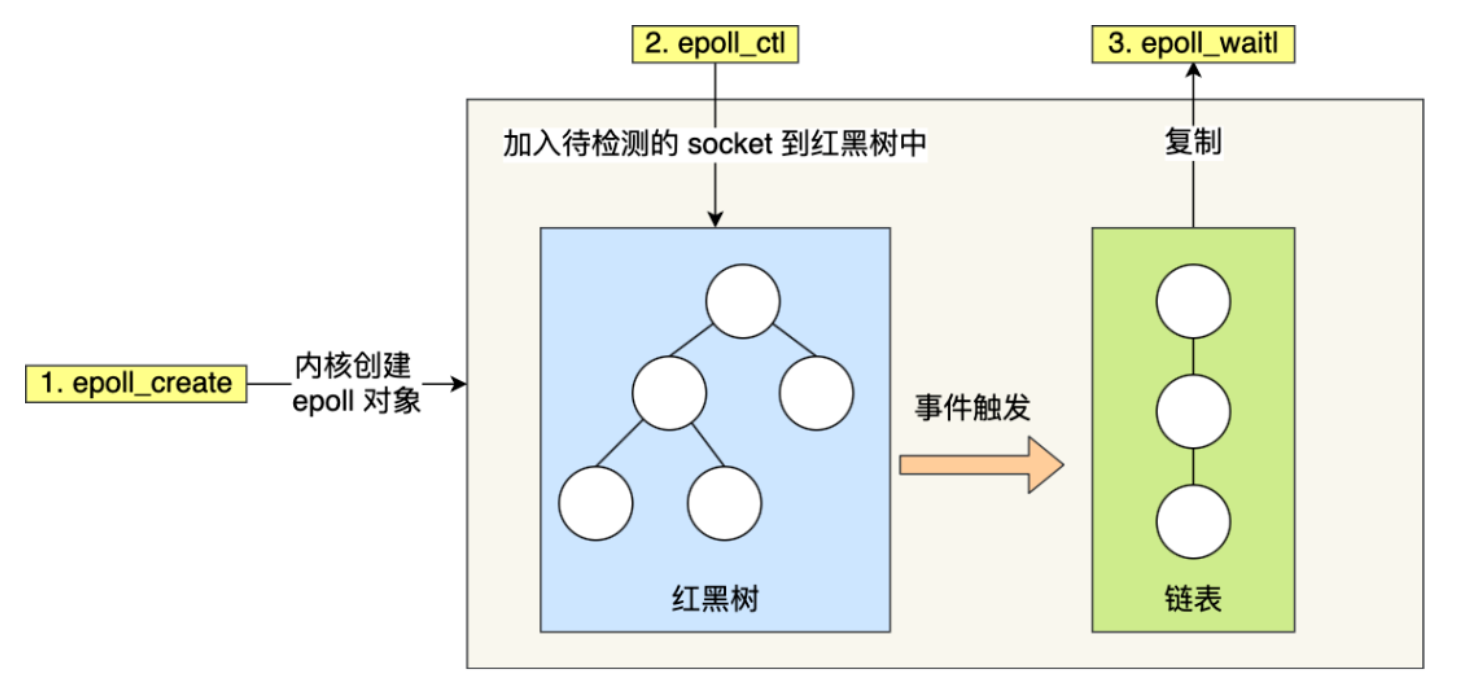 2. epoll_ctl
3. epoll_waitl
加入待检测的 socket 到红黑树中
复制
1. epoll_create
内核创建
epoll 对象
事件触发
红黑树
链表